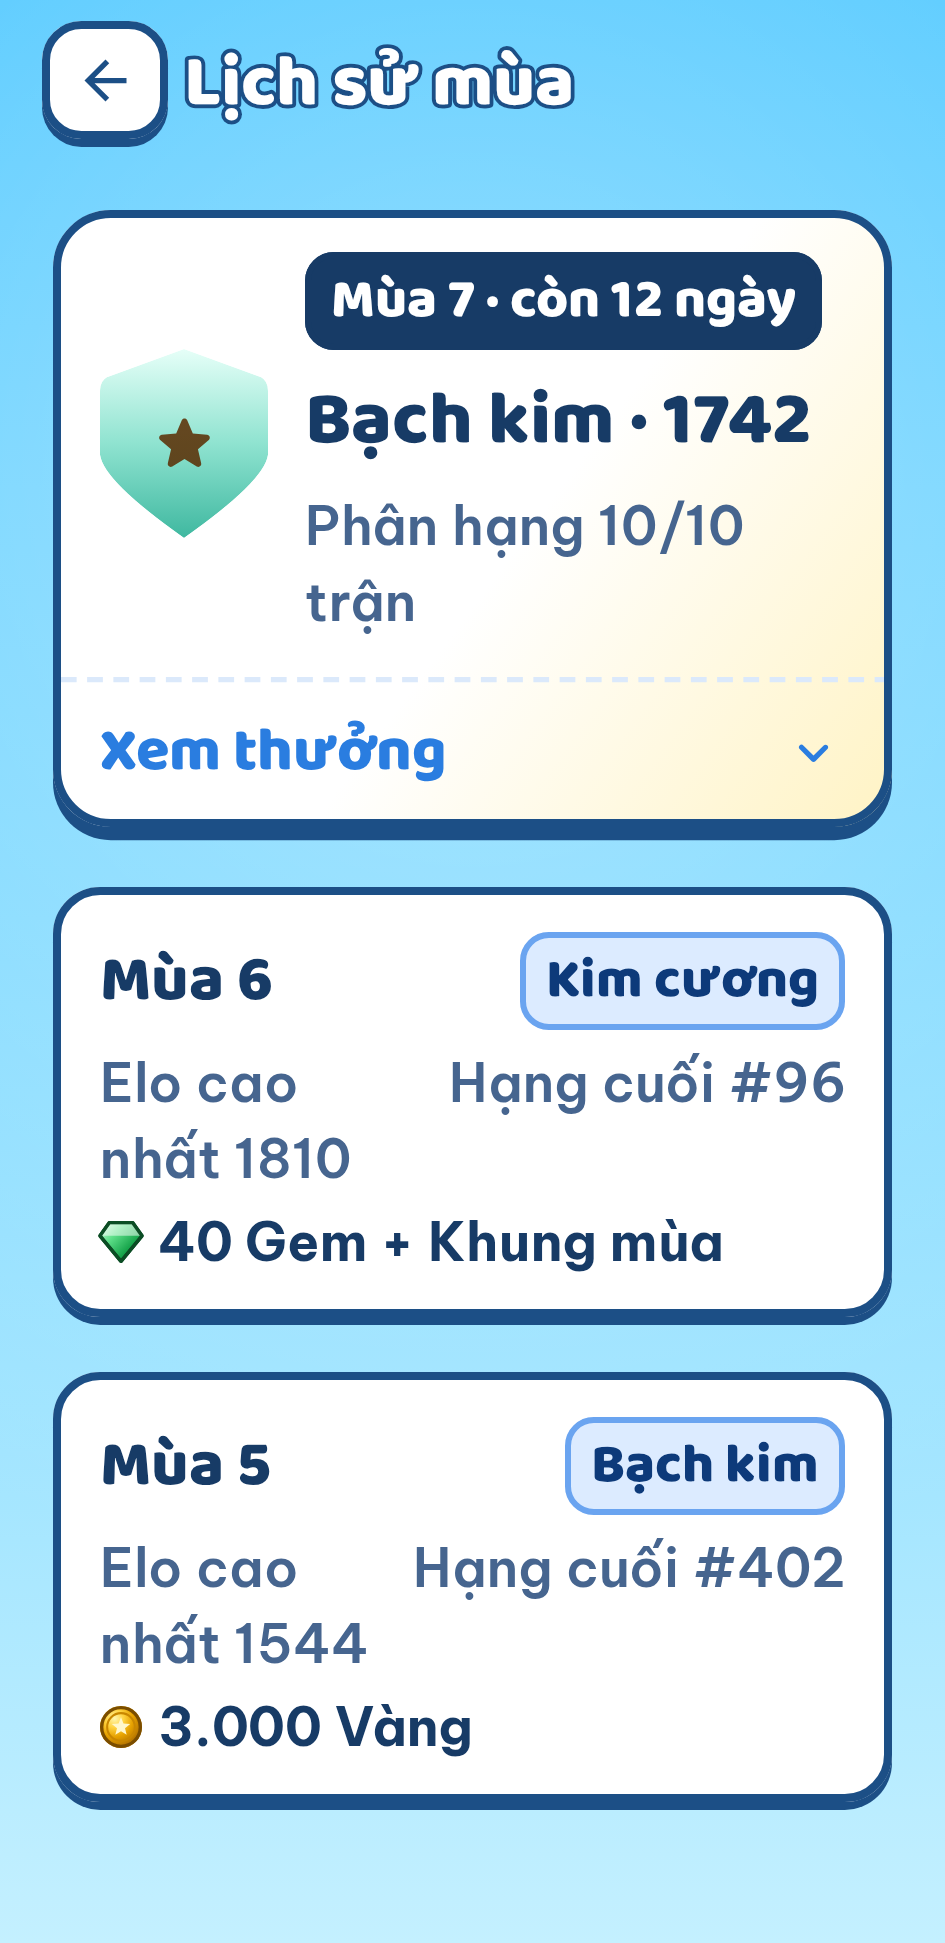 Lịch sử mùa
Mùa 7 · còn 12 ngày
Bạch kim · 1742
Phân hạng 10/10
trận
Xem thưởng
Mùa 6
Kim cương
Elo cao
nhất 1810
Hạng cuối #96
40 Gem + Khung mùa
Mùa 5
Bạch kim
Elo cao
nhất 1544
Hạng cuối #402
3.000 Vàng